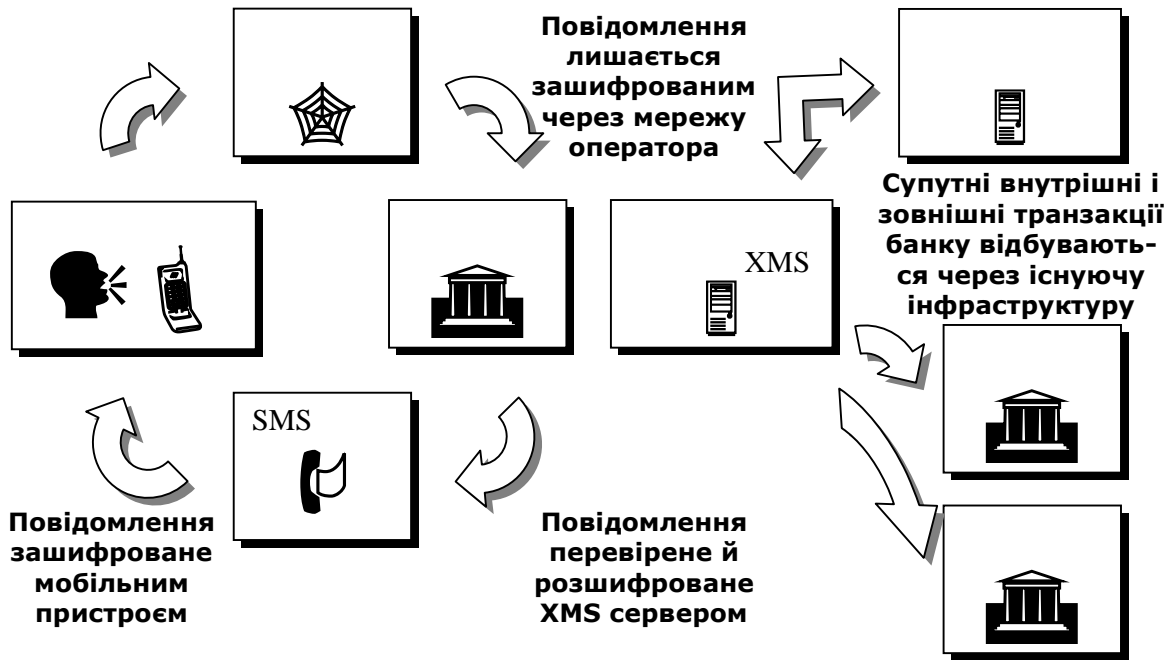 Повідомлення
лишається
зашифрованим
через мережу
оператора
Супутні внутрішні і
зовнішні транзакції
банку відбувають-
ся через існуючу
інфраструктуру
XMS
SMS
Повідомлення
зашифроване
мобільним
пристроєм
Повідомлення
перевірене й
розшифроване
XMS сервером